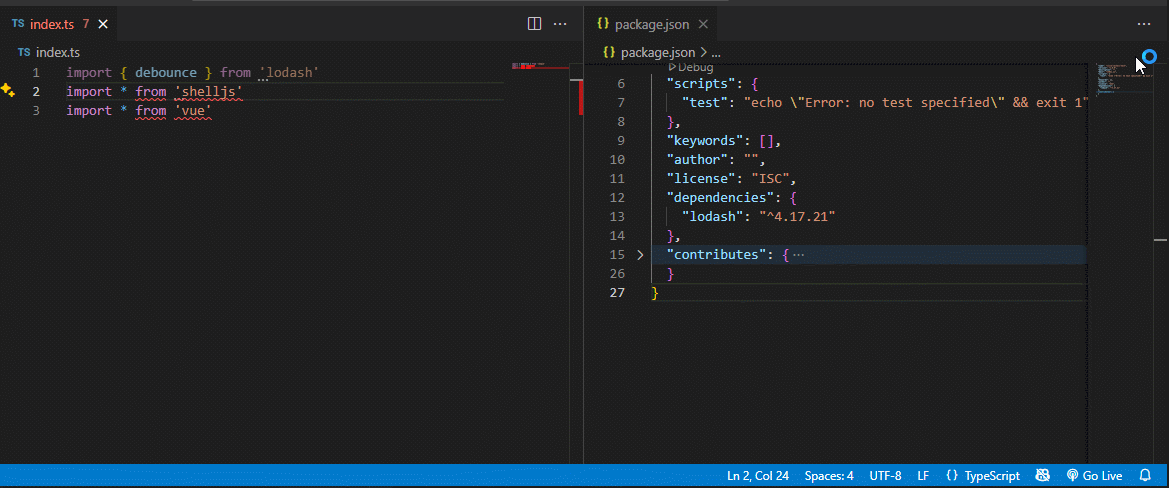 TS index.ts 7
TS index.ts
1 import { debounce } from 'lodash'
2 import * from 'shelljs'
3 import * from 'vue'
{} package.json
{} package.json > ...
Debug
6 "scripts": {
7 "test": "echo \"Error: no test specified\" && exit 1"
8 },
9 "keywords": [],
10 "author": "",
11 "license": "ISC",
12 "dependencies": {
13 "lodash": "^4.17.21"
14 },
15 "contributes": { ...
26 }
27 }
Ln 2, Col 24 Spaces: 4 UTF-8 LF {} TypeScript Go Live